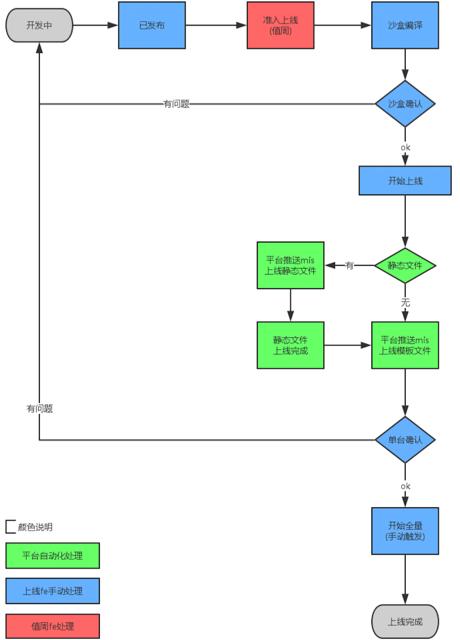 开发中
已发布
准入上线
(值周)
沙盒编译
沙盒确认
有问题
ok
开始上线
静态文件
有
平台推送mis
上线静态文件
无
静态文件
上线完成
平台推送mis
上线模板文件
有问题
单台确认
ok
开始全量
(手动触发)
上线完成
颜色说明
平台自动化处理
上线fe手动处理
值周fe处理